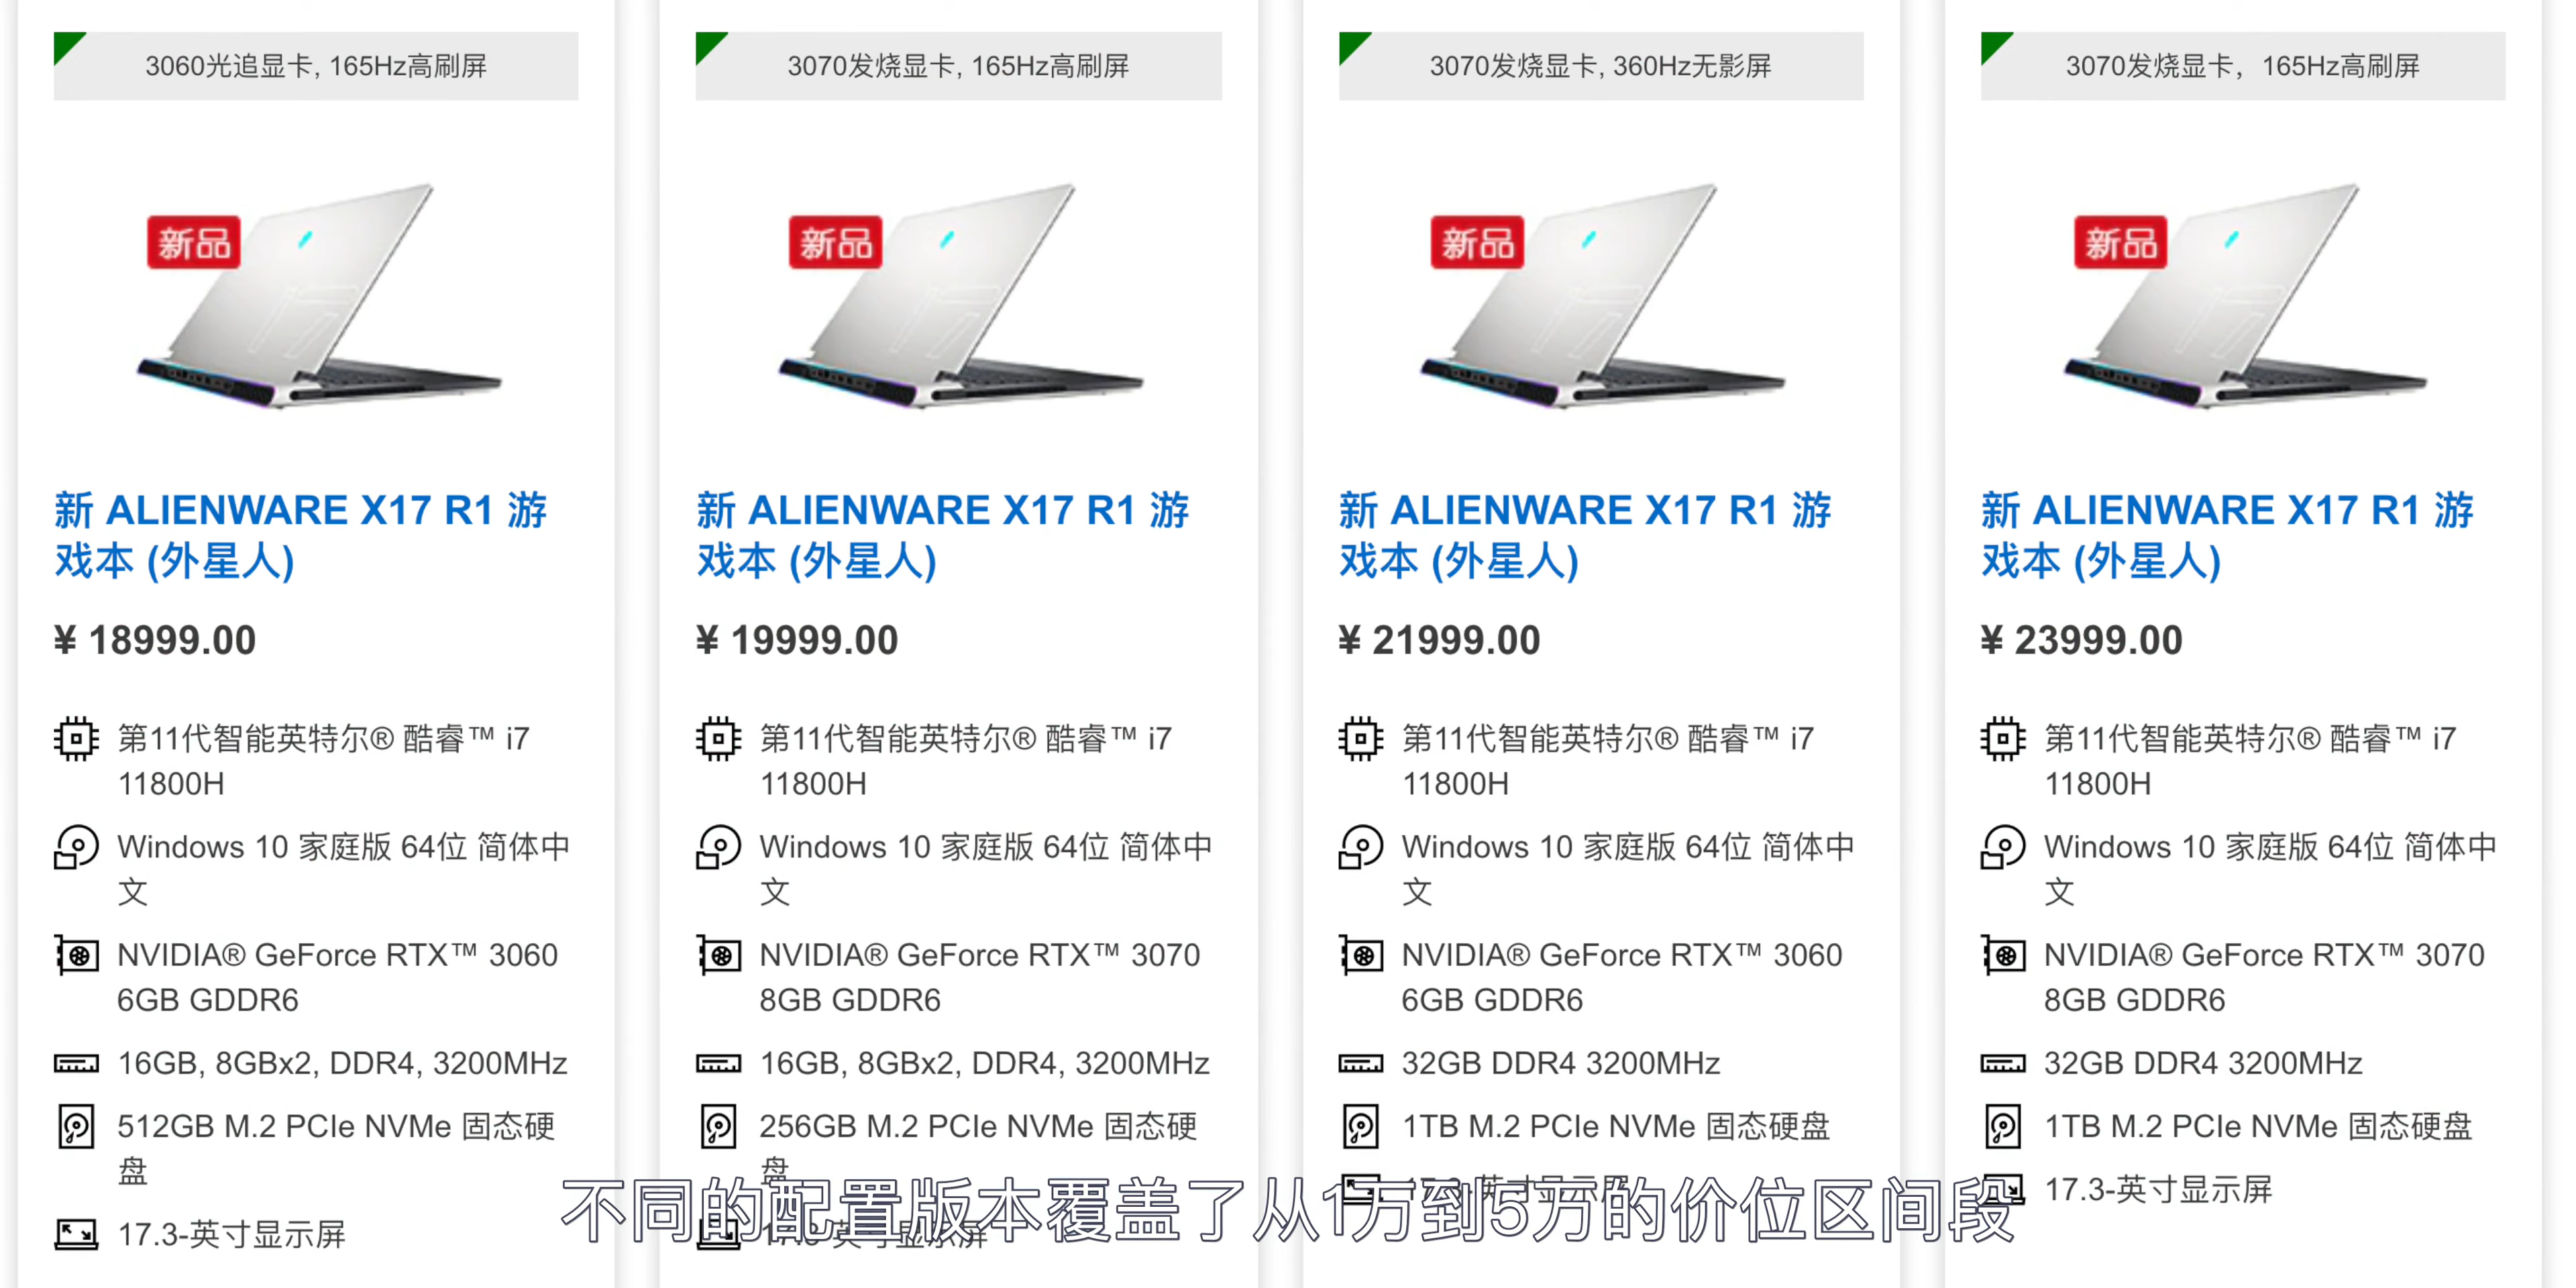 3060光追显卡, 165Hz高刷屏
新品
新 ALIENWARE X17 R1 游
戏本 (外星人)
¥ 18999.00
第11代智能英特尔® 酷睿™ i7
11800H
Windows 10 家庭版 64位 简体中
文
NVIDIA® GeForce RTX™ 3060
6GB GDDR6
16GB, 8GBx2, DDR4, 3200MHz
512GB M.2 PCIe NVMe 固态硬
盘
17.3-英寸显示屏
3070发烧显卡, 165Hz高刷屏
新品
新 ALIENWARE X17 R1 游
戏本 (外星人)
¥ 19999.00
第11代智能英特尔® 酷睿™ i7
11800H
Windows 10 家庭版 64位 简体中
文
NVIDIA® GeForce RTX™ 3070
8GB GDDR6
16GB, 8GBx2, DDR4, 3200MHz
256GB M.2 PCIe NVMe 固态硬
盘
17.3-英寸显示屏
3070发烧显卡, 360Hz无影屏
新品
新 ALIENWARE X17 R1 游
戏本 (外星人)
¥ 21999.00
第11代智能英特尔® 酷睿™ i7
11800H
Windows 10 家庭版 64位 简体中
文
NVIDIA® GeForce RTX™ 3060
6GB GDDR6
32GB DDR4 3200MHz
1TB M.2 PCIe NVMe 固态硬盘
17.3-英寸显示屏
3070发烧显卡，165Hz高刷屏
新品
新 ALIENWARE X17 R1 游
戏本 (外星人)
¥ 23999.00
第11代智能英特尔® 酷睿™ i7
11800H
Windows 10 家庭版 64位 简体中
文
NVIDIA® GeForce RTX™ 3070
8GB GDDR6
32GB DDR4 3200MHz
1TB M.2 PCIe NVMe 固态硬盘
17.3-英寸显示屏
不同的配置版本覆盖了从1万到5万的价位区间段